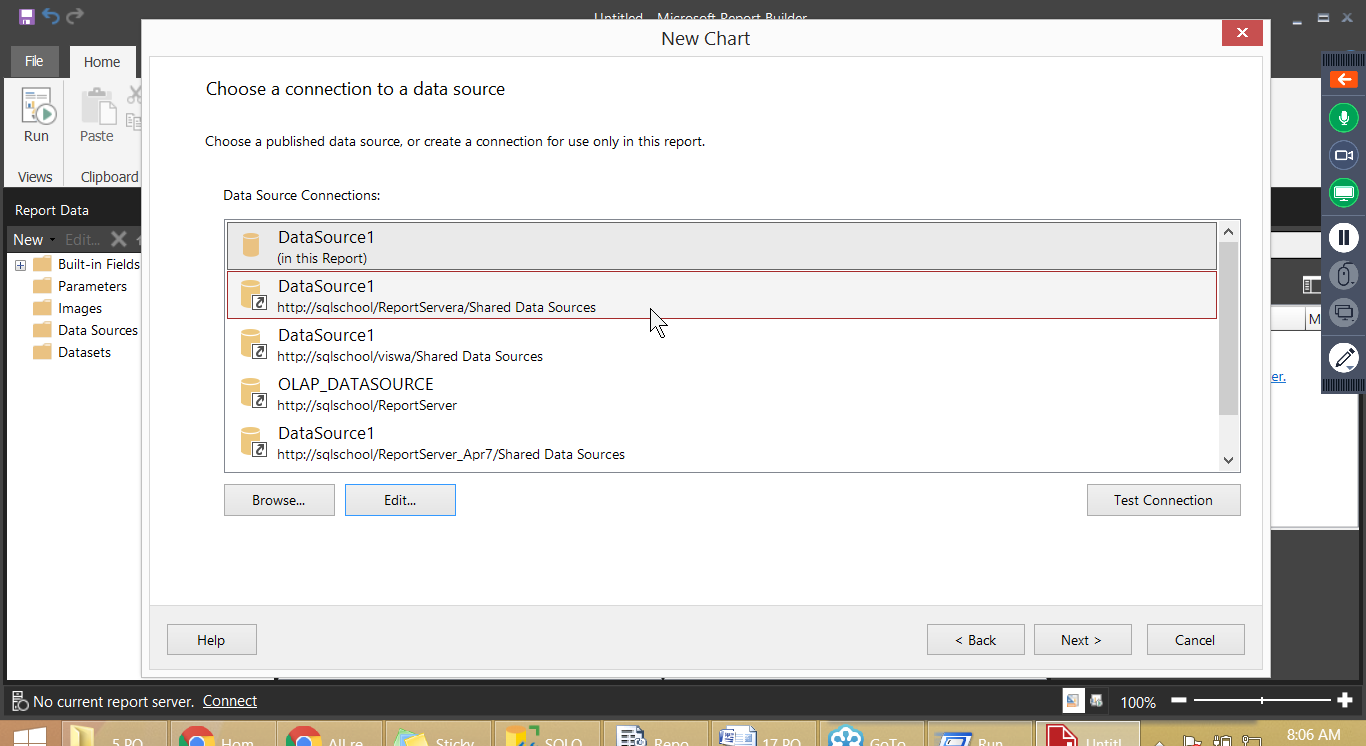 Untitled - Microsoft Report Builder
New Chart
File
Home
Choose a connection to a data source
Run
Paste
Choose a published data source, or create a connection for use only in this report.
Views
Clipboard
Data Source Connections:
Report Data
New
Edit...
DataSource1
(in this Report)
Built-in Fields
Parameters
Images
Data Sources
Datasets
DataSource1
http://sqlschool/ReportServera/Shared Data Sources
DataSource1
http://sqlschool/viswa/Shared Data Sources
OLAP_DATASOURCE
http://sqlschool/ReportServer
DataSource1
http://sqlschool/ReportServer_Apr7/Shared Data Sources
M
er.
Browse...
Edit...
Test Connection
Help
< Back
Next >
Cancel
No current report server. Connect
100%
5 PO
Hom
All re
Sticky
SQLQ
Repo
17 PO
GoTo
Run
Untitl
8:06 AM